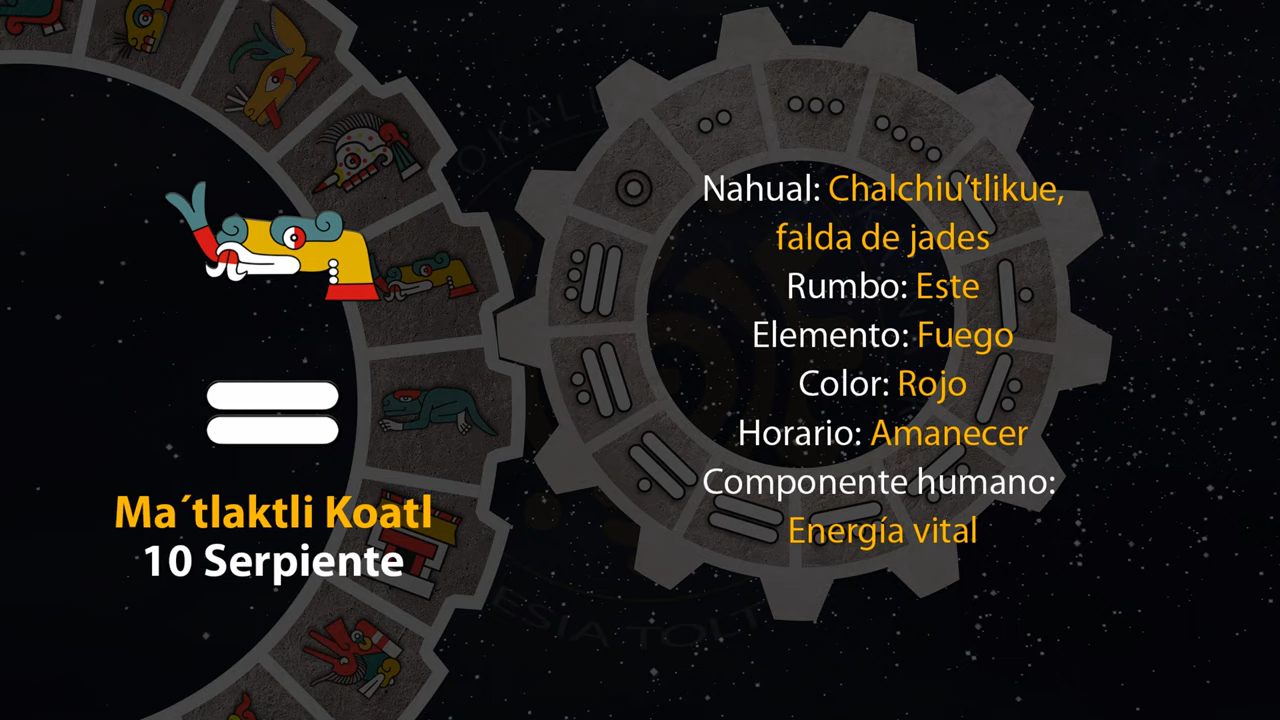 Ma´tlaktli Koatl
10 Serpiente
Nahual: Chalchiu’tlikue,
falda de jades
Rumbo: Este
Elemento: Fuego
Color: Rojo
Horario: Amanecer
Componente humano:
Energía vital